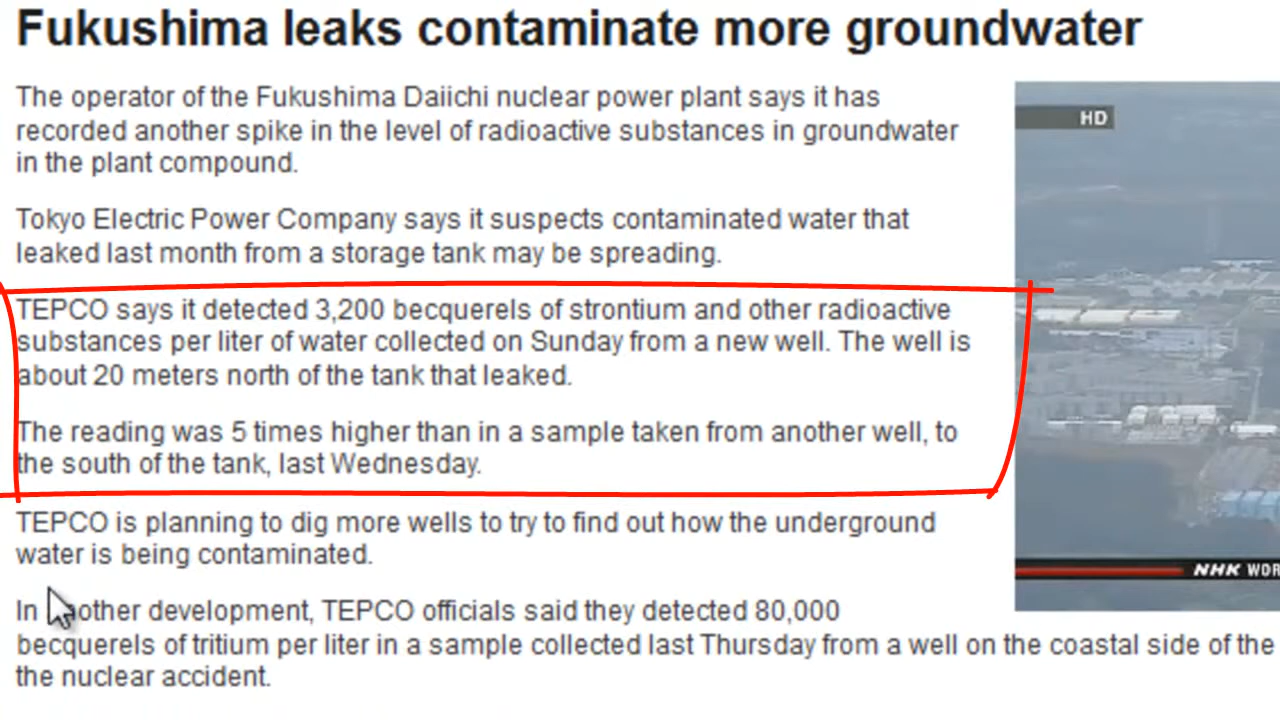 Fukushima leaks contaminate more groundwater
The operator of the Fukushima Daiichi nuclear power plant says it has
recorded another spike in the level of radioactive substances in groundwater
in the plant compound.
Tokyo Electric Power Company says it suspects contaminated water that
leaked last month from a storage tank may be spreading.
TEPCO says it detected 3,200 becquerels of strontium and other radioactive
substances per liter of water collected on Sunday from a new well. The well is
about 20 meters north of the tank that leaked.
The reading was 5 times higher than in a sample taken from another well, to
the south of the tank, last Wednesday.
TEPCO is planning to dig more wells to try to find out how the underground
water is being contaminated.
In another development, TEPCO officials said they detected 80,000
becquerels of tritium per liter in a sample collected last Thursday from a well on the coastal side of the
the nuclear accident.
HD
NHK WOR